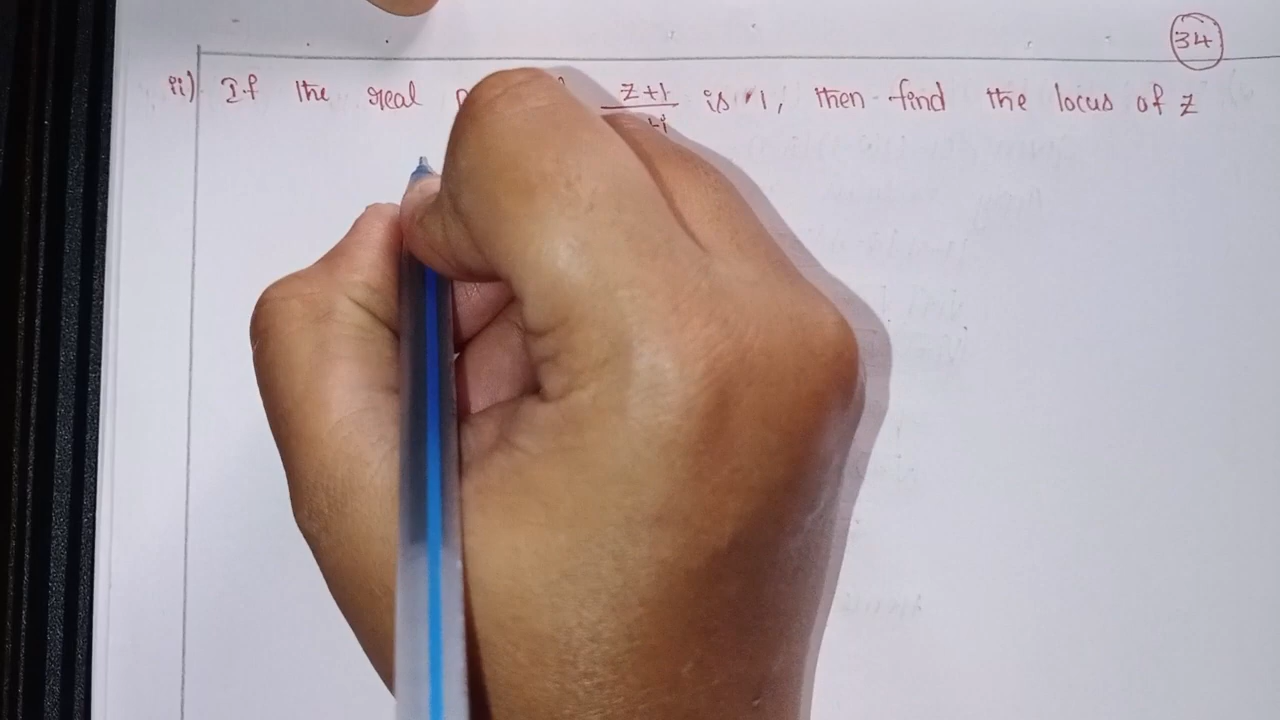 34
ii) If the real z+1 is 1, then find the locus of z
+i